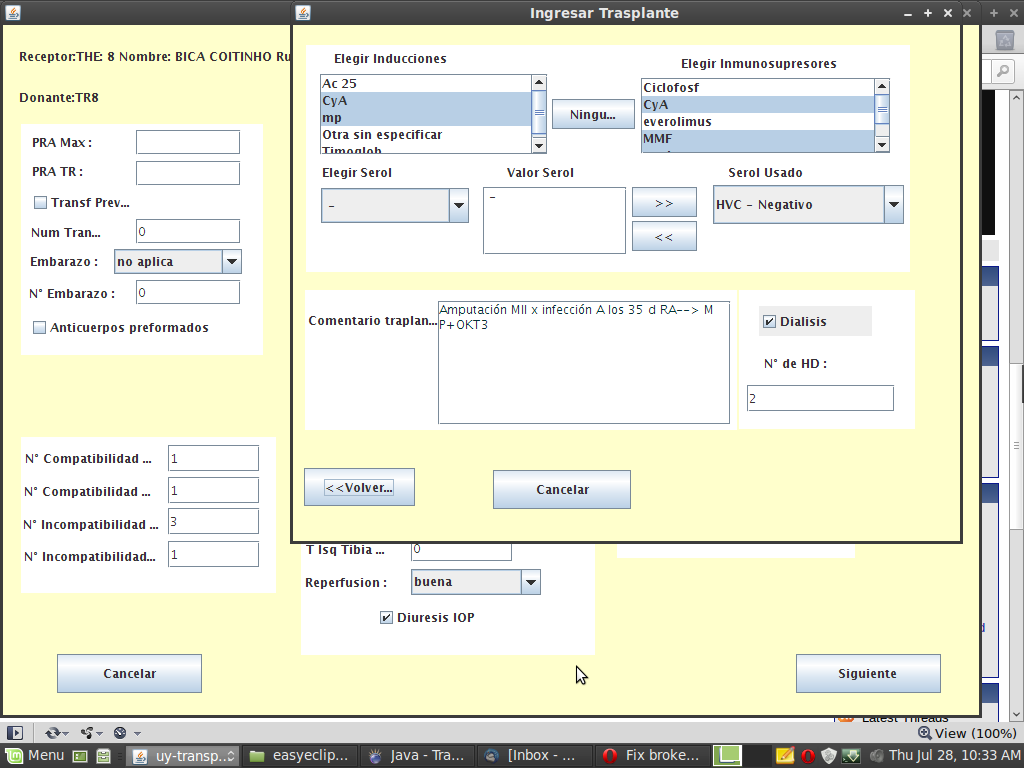 Ingresar Trasplante
Receptor:THE: 8 Nombre: BICA COITINHO Ru
Donante:TR8
PRA Max :
PRA TR :
Transf Prev...
Num Tran...
0
Embarazo :
no aplica
N° Embarazo :
0
Anticuerpos preformados
N° Compatibilidad ...
1
N° Compatibilidad ...
1
N° Incompatibilidad ...
3
N° Incompatibilidad...
1
Cancelar
Elegir Inducciones
Ac 25
CyA
mp
Otra sin especificar
Timoglob
Ningu...
Elegir Inmunosupresores
Ciclofosf
CyA
everolimus
MMF
Elegir Serol
-
Valor Serol
-
>>
<<
Serol Usado
HVC - Negativo
Comentario traplan...
Amputación MII x infección A los 35 d RA--> M
P+OKT3
Dialisis
N° de HD :
2
<<Volver...
Cancelar
T Isq Tibia ...
0
Reperfusion :
buena
Diuresis IOP
Siguiente
Latest Threads
View (100%)
Menu
uy-transp...
easyeclip...
Java - Tra...
[Inbox - ...
Fix broke...
Thu Jul 28, 10:33 AM